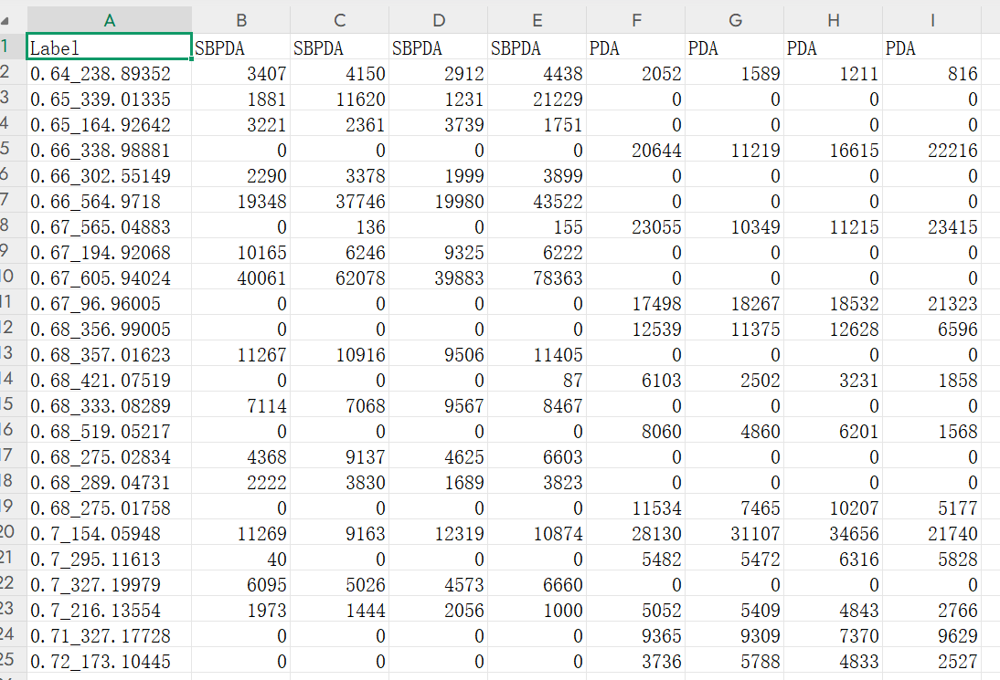 A B C D E F G H I
1 Label SBPDA SBPDA SBPDA SBPDA PDA PDA PDA PDA
2 0.64_238.89352 3407 4150 2912 4438 2052 1589 1211 816
3 0.65_339.01335 1881 11620 1231 21229 0 0 0 0
4 0.65_164.92642 3221 2361 3739 1751 0 0 0 0
5 0.66_338.98881 0 0 0 0 20644 11219 16615 22216
6 0.66_302.55149 2290 3378 1999 3899 0 0 0 0
7 0.66_564.9718 19348 37746 19980 43522 0 0 0 0
8 0.67_565.04883 0 136 0 155 23055 10349 11215 23415
9 0.67_194.92068 10165 6246 9325 6222 0 0 0 0
10 0.67_605.94024 40061 62078 39883 78363 0 0 0 0
11 0.67_96.96005 0 0 0 0 17498 18267 18532 21323
12 0.68_356.99005 0 0 0 0 12539 11375 12628 6596
13 0.68_357.01623 11267 10916 9506 11405 0 0 0 0
14 0.68_421.07519 0 0 0 87 6103 2502 3231 1858
15 0.68_333.08289 7114 7068 9567 8467 0 0 0 0
16 0.68_519.05217 0 0 0 0 8060 4860 6201 1568
17 0.68_275.02834 4368 9137 4625 6603 0 0 0 0
18 0.68_289.04731 2222 3830 1689 3823 0 0 0 0
19 0.68_275.01758 0 0 0 0 11534 7465 10207 5177
20 0.7_154.05948 11269 9163 12319 10874 28130 31107 34656 21740
21 0.7_295.11613 40 0 0 0 5482 5472 6316 5828
22 0.7_327.19979 6095 5026 4573 6660 0 0 0 0
23 0.7_216.13554 1973 1444 2056 1000 5052 5409 4843 2766
24 0.71_327.17728 0 0 0 0 9365 9309 7370 9629
25 0.72_173.10445 0 0 0 0 3736 5788 4833 2527